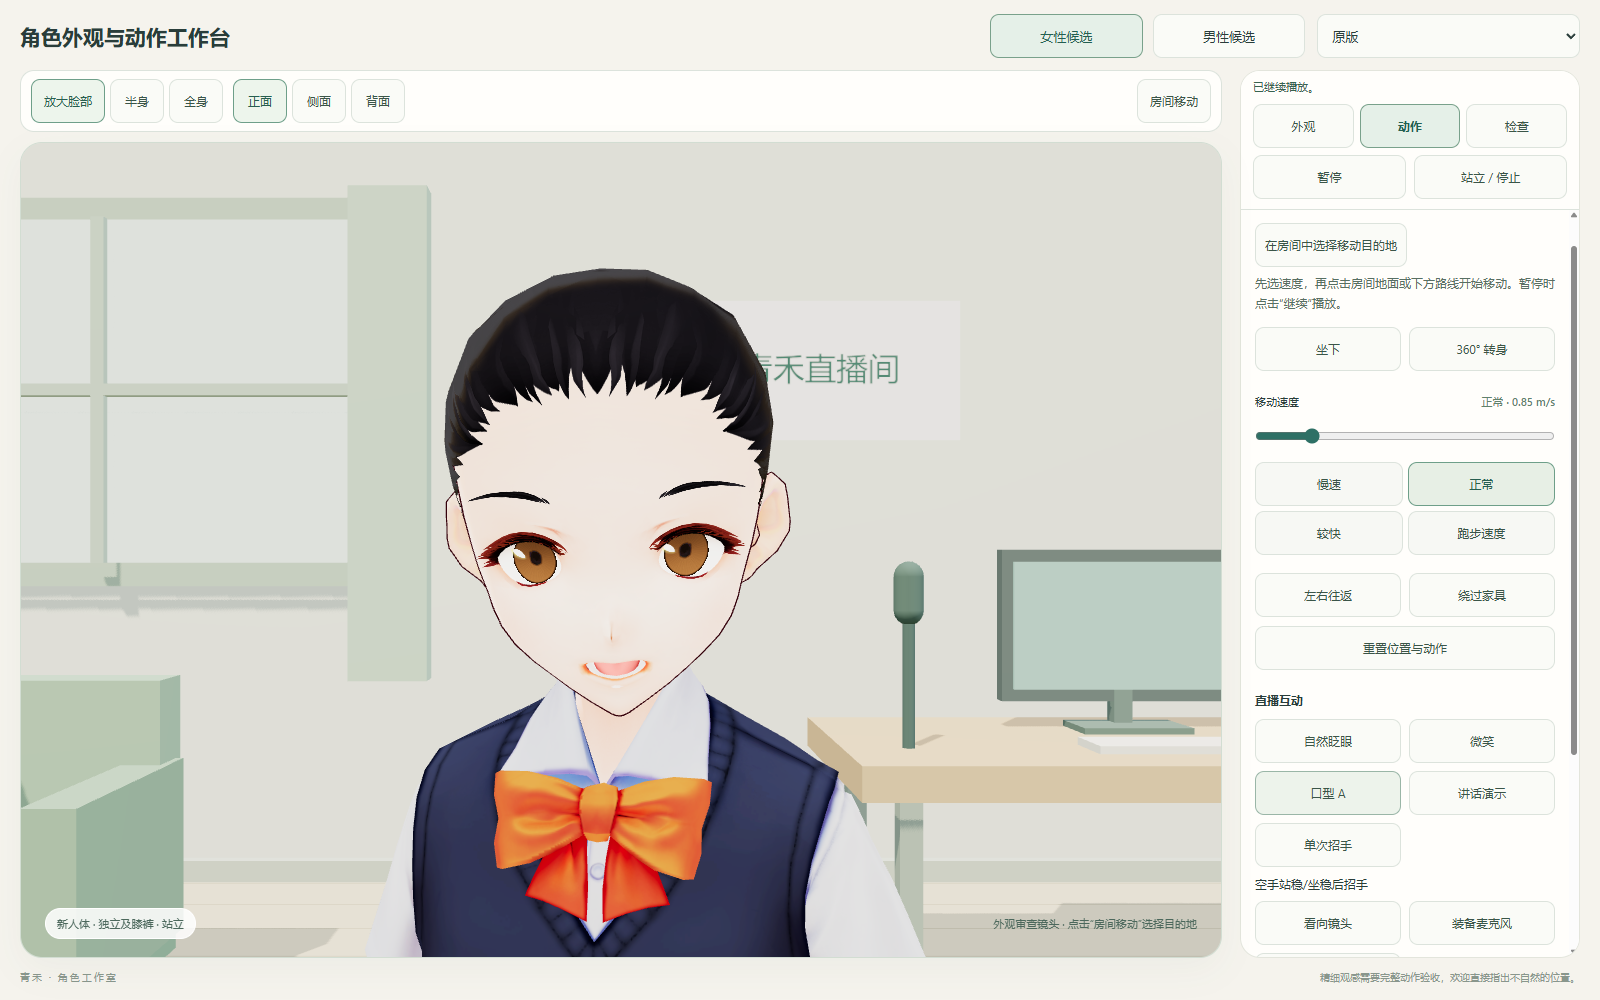 角色外观与动作工作台
女性候选
男性候选
原版
放大脸部
半身
全身
正面
侧面
背面
房间移动
青禾直播间
新人体 · 独立及膝裤 · 站立
外观审查镜头 · 点击“房间移动”选择目的地
已继续播放。
外观
动作
检查
暂停
站立 / 停止
在房间中选择移动目的地
先选速度，再点击房间地面或下方路线开始移动。暂停时
点击“继续”播放。
坐下
360° 转身
移动速度
正常 · 0.85 m/s
慢速
正常
较快
跑步速度
左右往返
绕过家具
重置位置与动作
直播互动
自然眨眼
微笑
口型 A
讲话演示
单次招手
空手站稳/坐稳后招手
看向镜头
装备麦克风
青禾 · 角色工作室
精细观感需要完整动作验收，欢迎直接指出不自然的位置。